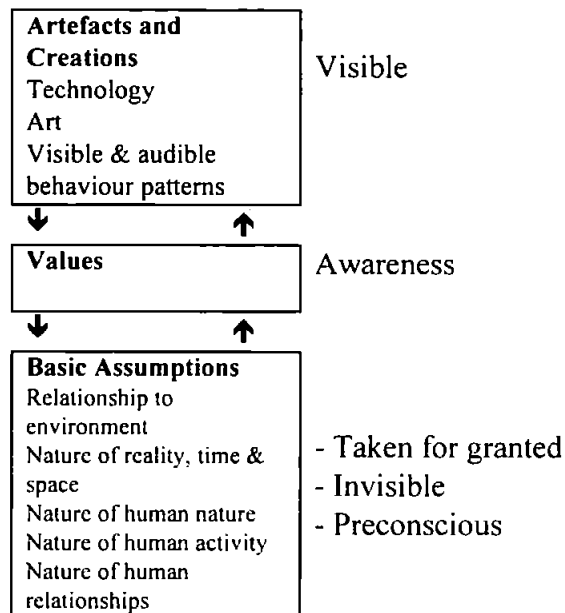 Artefacts and
Creations
Technology
Art
Visible & audible
behaviour patterns
Visible
Values
Awareness
Basic Assumptions
Relationship to
environment
Nature of reality, time &
space
Nature of human nature
Nature of human activity
Nature of human
relationships
- Taken for granted
- Invisible
- Preconscious